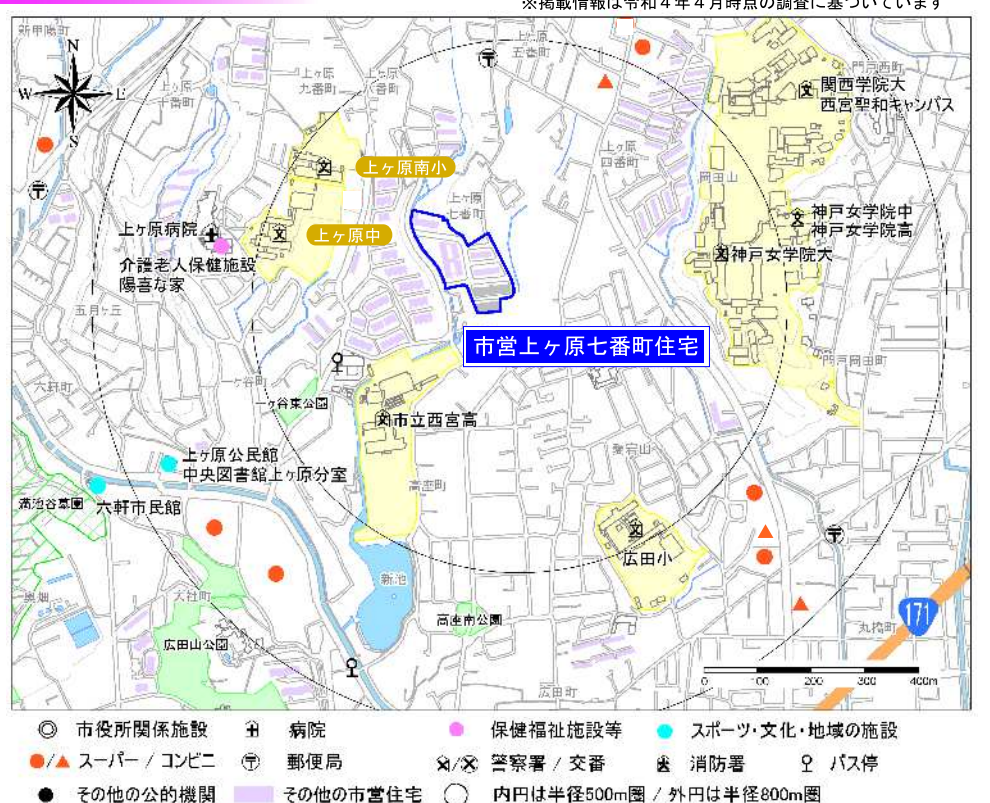 ※掲載情報は令和４年４月時点の調査に基づいています
新甲陽町
N
W
E
S
上ヶ原
十番町
上ヶ原
九番町
上ヶ原
八番町
上ヶ原
五番町
門戸西町
関西学院大
西宮聖和キャンパス
上ヶ原
四番町
上ヶ原南小
岡田山
上ヶ原
七番町
上ヶ原中
上ヶ原病院
神戸女学院中
神戸女学院高
神戸女学院大
介護老人保健施設
陽喜な家
五月ヶ丘
市営上ヶ原七番町住宅
門戸岡田町
六軒町
一ヶ谷町
一ヶ谷東公園
市立西宮高
愛宕山
上ヶ原公民館
中央図書館上ヶ原分室
高座町
満池谷墓園
六軒市民館
広田小
新池
奥畑
大社町
高座南公園
171
丸橋町
広田山公園
広田町
0
100
200
300
400m
市役所関係施設
病院
保健福祉施設等
スポーツ・文化・地域の施設
スーパー / コンビニ
郵便局
警察署 / 交番
消防署
バス停
その他の公的機関
その他の市営住宅
内円は半径500m圏 / 外円は半径800m圏